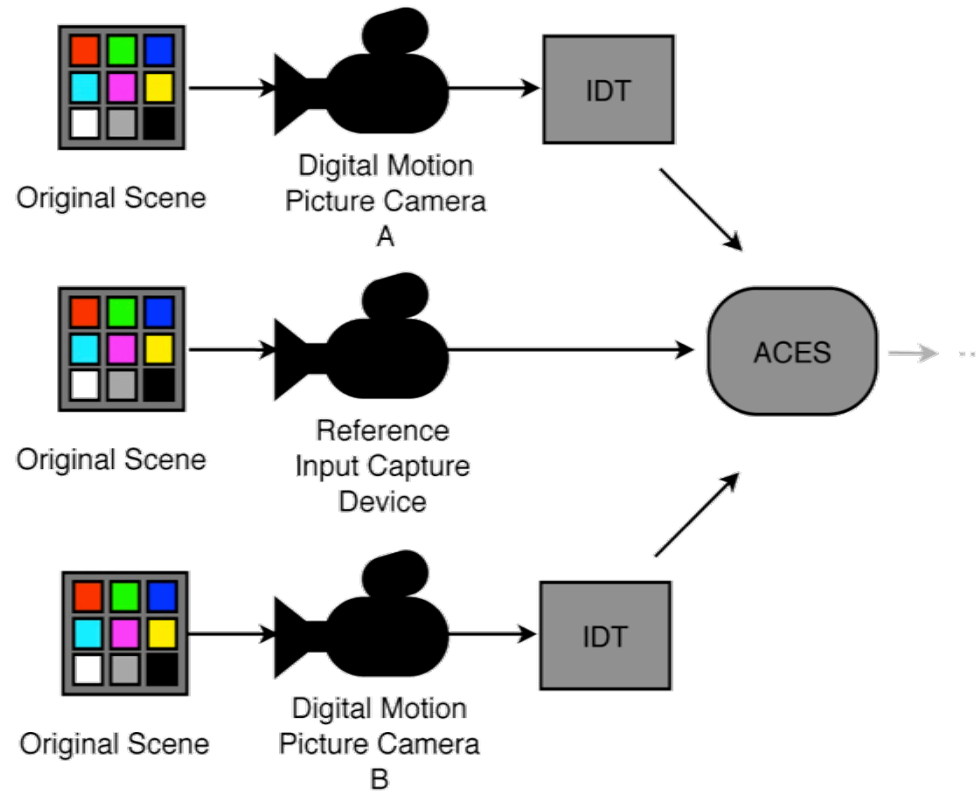 IDT
Original Scene
Digital Motion
Picture Camera
A
ACES
Original Scene
Reference
Input Capture
Device
IDT
Original Scene
Digital Motion
Picture Camera
B